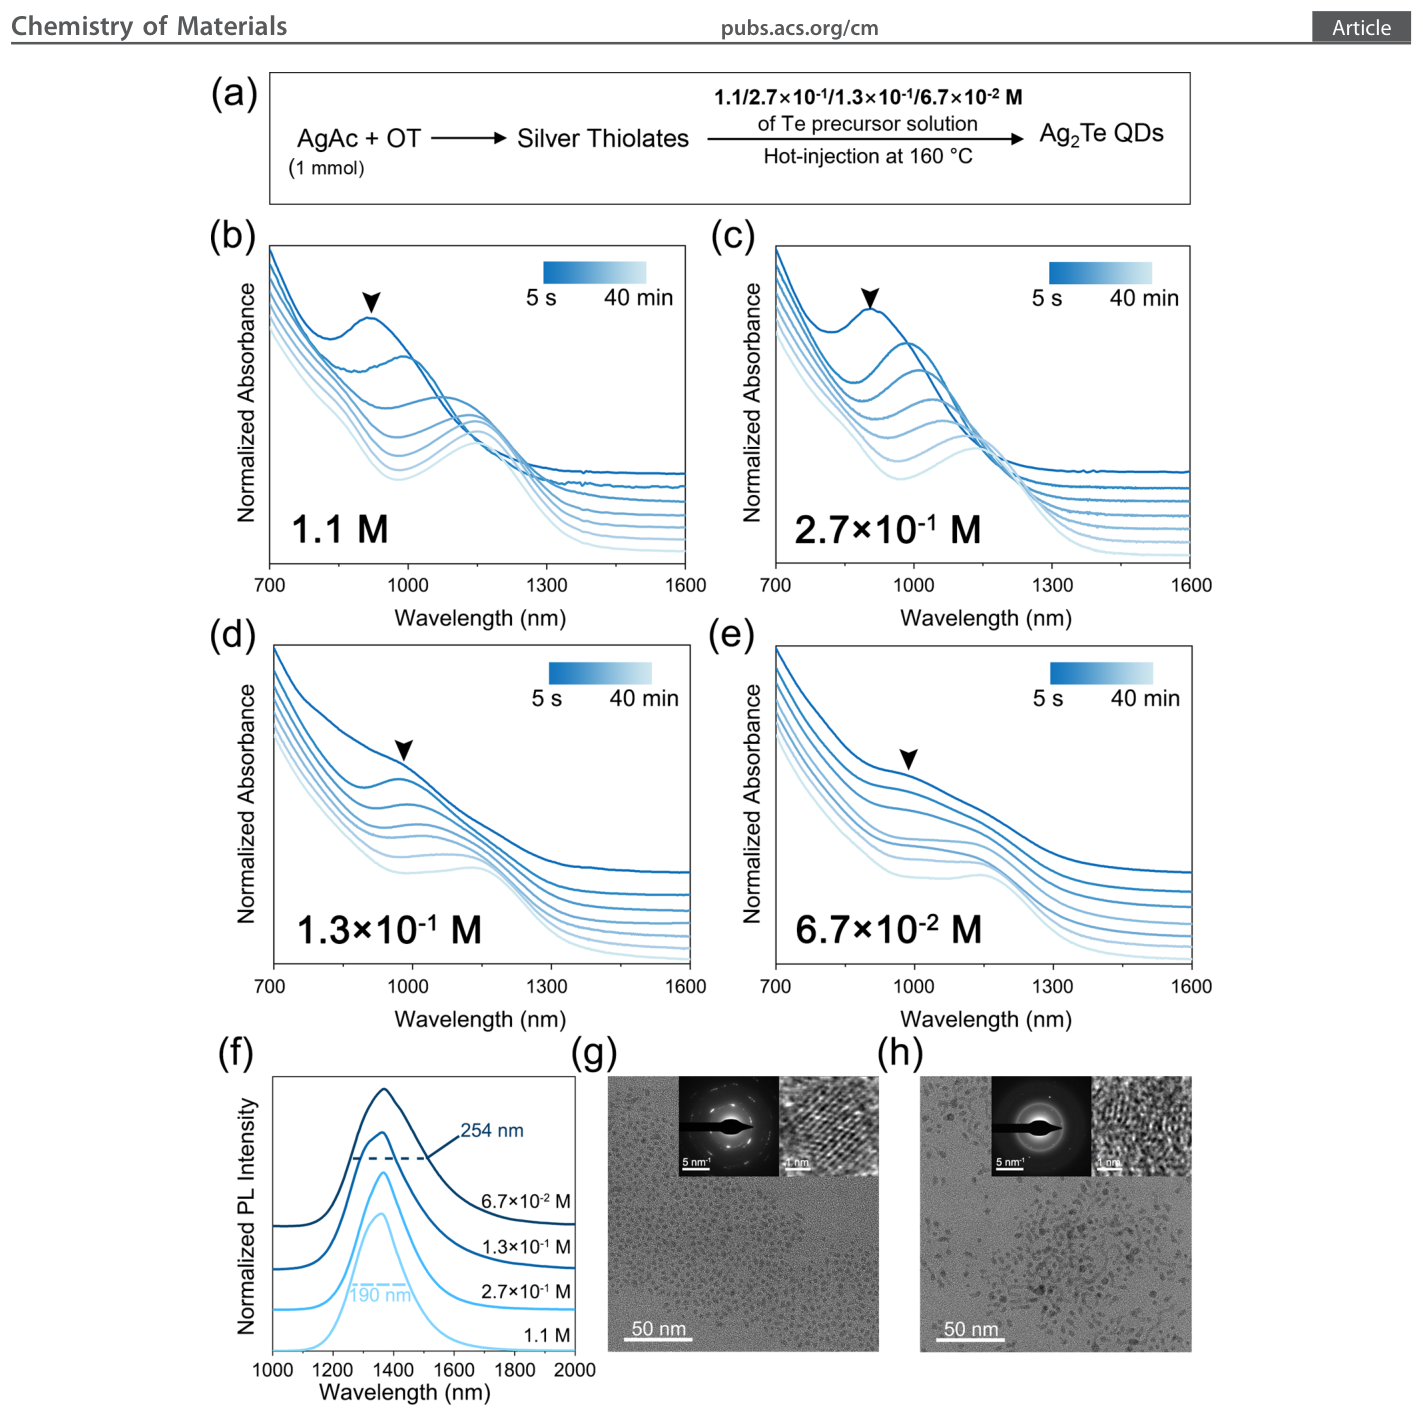 Chemistry of Materials
pubs.acs.org/cm
Article
(a)
1.1/2.7×10⁻¹/1.3×10⁻¹/6.7×10⁻² M
of Te precursor solution
AgAc + OT
Silver Thiolates
Ag₂Te QDs
(1 mmol)
Hot-injection at 160 °C
(b)
Normalized Absorbance
5 s 40 min
1.1 M
700 1000 1300 1600
Wavelength (nm)
(c)
Normalized Absorbance
5 s 40 min
2.7×10⁻¹ M
700 1000 1300 1600
Wavelength (nm)
(d)
Normalized Absorbance
5 s 40 min
1.3×10⁻¹ M
700 1000 1300 1600
Wavelength (nm)
(e)
Normalized Absorbance
5 s 40 min
6.7×10⁻² M
700 1000 1300 1600
Wavelength (nm)
(f)
Normalized PL Intensity
254 nm
6.7×10⁻² M
1.3×10⁻¹ M
2.7×10⁻¹ M
190 nm
1.1 M
1000 1200 1400 1600 1800 2000
Wavelength (nm)
(g)
5 nm⁻¹
1 nm
50 nm
(h)
5 nm⁻¹
1 nm
50 nm